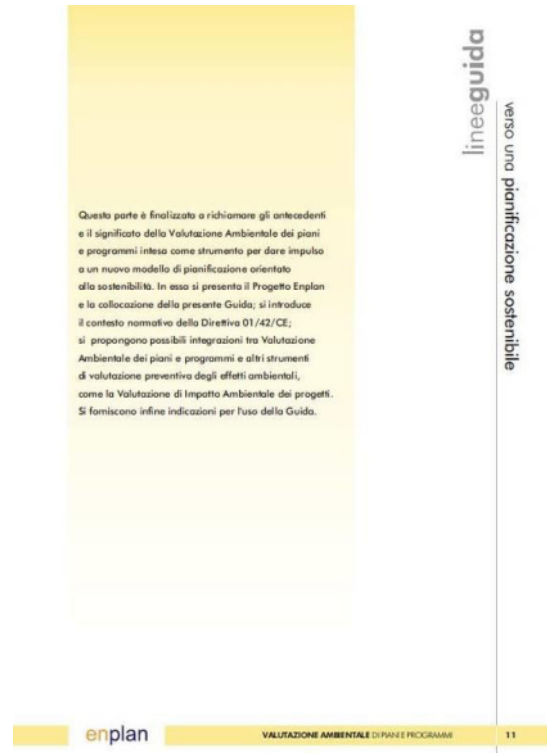 lineeguida
verso una pianificazione sostenibile
Questa parte è finalizzata a richiamare gli antecedenti
e il significato della Valutazione Ambientale dei piani
e programmi intesa come strumento per dare impulso
a un nuovo modello di pianificazione orientato
alla sostenibilità. In essa si presenta il Progetto Enplan
e la collocazione della presente Guida; si introduce
il contesto normativo della Direttiva 01/42/CE;
si propongono possibili integrazioni tra Valutazione
Ambientale dei piani e programmi e altri strumenti
di valutazione preventiva degli effetti ambientali,
come la Valutazione di Impatto Ambientale dei progetti.
Si forniscono infine indicazioni per l'uso della Guida.
enplan
VALUTAZIONE AMBIENTALE DI PIANI E PROGRAMMI
11